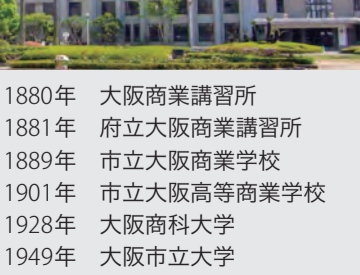 1880年　大阪商業講習所
1881年　府立大阪商業講習所
1889年　市立大阪商業学校
1901年　市立大阪高等商業学校
1928年　大阪商科大学
1949年　大阪市立大学